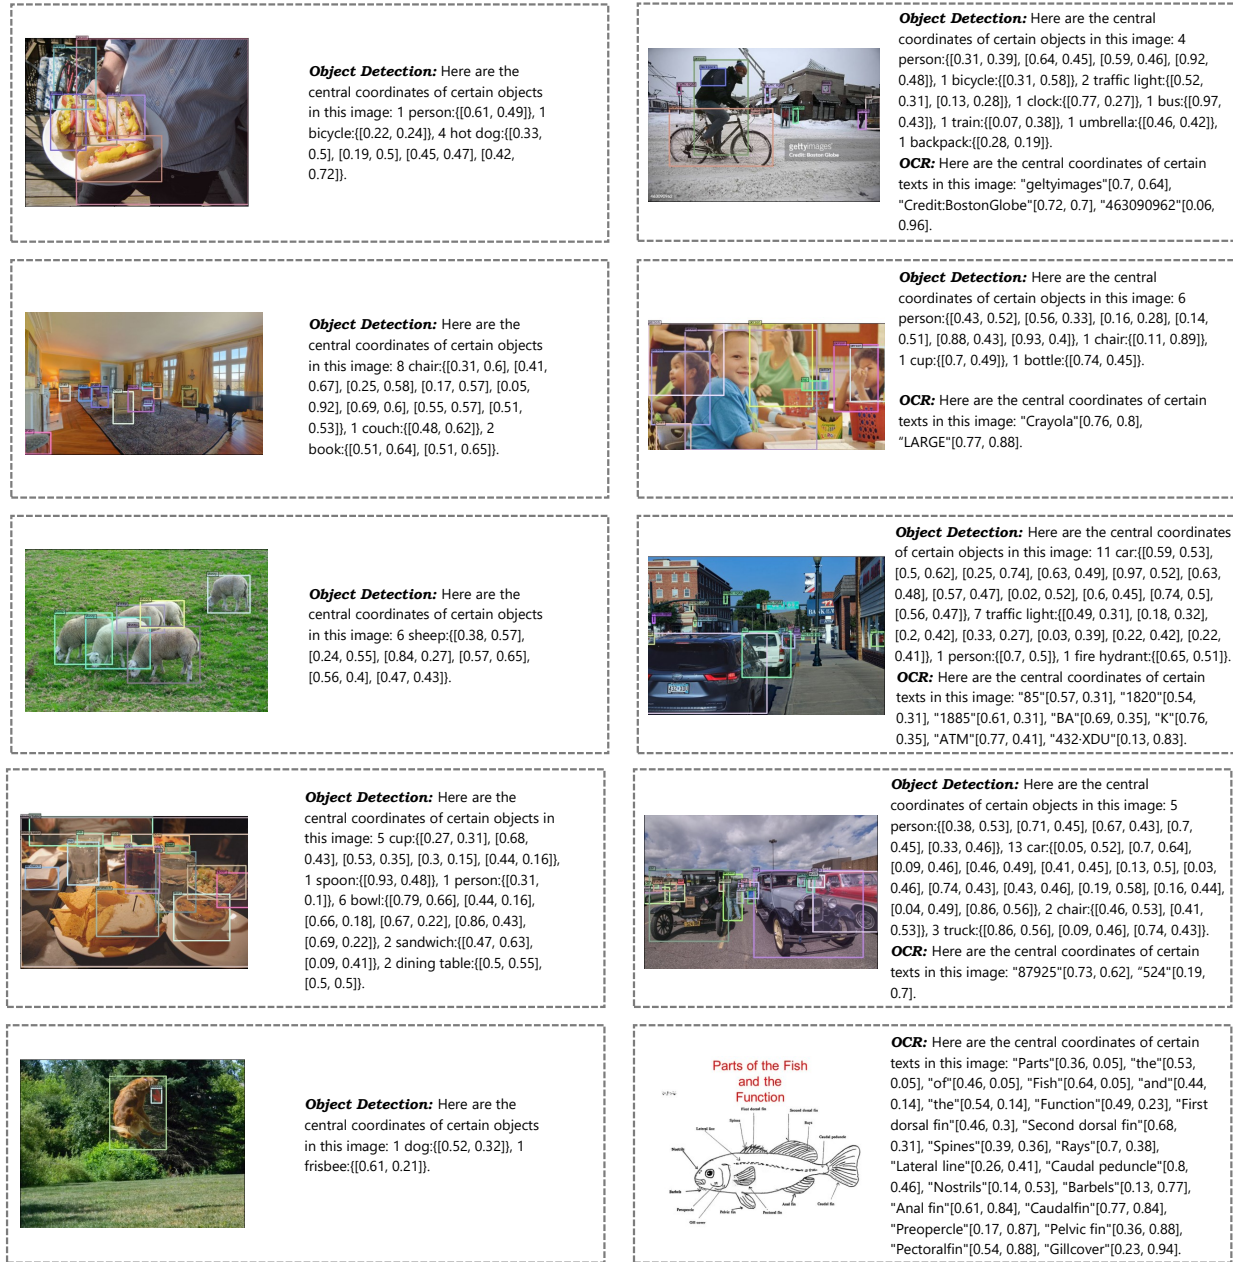 Object Detection: Here are the
central coordinates of certain objects
in this image: 1 person:{[0.61, 0.49]}, 1
bicycle:{[0.22, 0.24]}, 4 hot dog:{[0.33,
0.5], [0.19, 0.5], [0.45, 0.47], [0.42,
0.72]}.
Object Detection: Here are the central
coordinates of certain objects in this image: 4
person:{[0.31, 0.39], [0.64, 0.45], [0.59, 0.46], [0.92,
0.48]}, 1 bicycle:{[0.31, 0.58]}, 2 traffic light:{[0.52,
0.31], [0.13, 0.28]}, 1 clock:{[0.77, 0.27]}, 1 bus:{[0.97,
0.43]}, 1 train:{[0.07, 0.38]}, 1 umbrella:{[0.46, 0.42]},
1 backpack:{[0.28, 0.19]}.
OCR: Here are the central coordinates of certain
texts in this image: "geltyimages"[0.7, 0.64],
"Credit:BostonGlobe"[0.72, 0.7], "463090962"[0.06,
0.96].
gettyimages
Credit: Boston Globe
Object Detection: Here are the
central coordinates of certain objects
in this image: 8 chair:{[0.31, 0.6], [0.41,
0.67], [0.25, 0.58], [0.17, 0.57], [0.05,
0.92], [0.69, 0.6], [0.55, 0.57], [0.51,
0.53]}, 1 couch:{[0.48, 0.62]}, 2
book:{[0.51, 0.64], [0.51, 0.65]}.
Object Detection: Here are the central
coordinates of certain objects in this image: 6
person:{[0.43, 0.52], [0.56, 0.33], [0.16, 0.28], [0.14,
0.51], [0.88, 0.43], [0.93, 0.4]}, 1 chair:{[0.11, 0.89]},
1 cup:{[0.7, 0.49]}, 1 bottle:{[0.74, 0.45]}.
OCR: Here are the central coordinates of certain
texts in this image: "Crayola"[0.76, 0.8],
"LARGE"[0.77, 0.88].
Object Detection: Here are the
central coordinates of certain objects
in this image: 6 sheep:{[0.38, 0.57],
[0.24, 0.55], [0.84, 0.27], [0.57, 0.65],
[0.56, 0.4], [0.47, 0.43]}.
Object Detection: Here are the central coordinates
of certain objects in this image: 11 car:{[0.59, 0.53],
[0.5, 0.62], [0.25, 0.74], [0.63, 0.49], [0.97, 0.52], [0.63,
0.48], [0.57, 0.47], [0.02, 0.52], [0.6, 0.45], [0.74, 0.5],
[0.56, 0.47]}, 7 traffic light:{[0.49, 0.31], [0.18, 0.32],
[0.2, 0.42], [0.33, 0.27], [0.03, 0.39], [0.22, 0.42], [0.22,
0.41]}, 1 person:{[0.7, 0.5]}, 1 fire hydrant:{[0.65, 0.51]}.
OCR: Here are the central coordinates of certain
texts in this image: "85"[0.57, 0.31], "1820"[0.54,
0.31], "1885"[0.61, 0.31], "BA"[0.69, 0.35], "K"[0.76,
0.35], "ATM"[0.77, 0.41], "432·XDU"[0.13, 0.83].
Object Detection: Here are the
central coordinates of certain objects in
this image: 5 cup:{[0.27, 0.31], [0.68,
0.43], [0.53, 0.35], [0.3, 0.15], [0.44, 0.16]},
1 spoon:{[0.93, 0.48]}, 1 person:{[0.31,
0.1]}, 6 bowl:{[0.79, 0.66], [0.44, 0.16],
[0.66, 0.18], [0.67, 0.22], [0.86, 0.43],
[0.69, 0.22]}, 2 sandwich:{[0.47, 0.63],
[0.09, 0.41]}, 2 dining table:{[0.5, 0.55],
[0.5, 0.5]}.
Object Detection: Here are the central
coordinates of certain objects in this image: 5
person:{[0.38, 0.53], [0.71, 0.45], [0.67, 0.43], [0.7,
0.45], [0.33, 0.46]}, 13 car:{[0.05, 0.52], [0.7, 0.64],
[0.09, 0.46], [0.46, 0.49], [0.41, 0.45], [0.13, 0.5], [0.03,
0.46], [0.74, 0.43], [0.43, 0.46], [0.19, 0.58], [0.16, 0.44],
[0.04, 0.49], [0.86, 0.56]}, 2 chair:{[0.46, 0.53], [0.41,
0.53]}, 3 truck:{[0.86, 0.56], [0.09, 0.46], [0.74, 0.43]}.
OCR: Here are the central coordinates of certain
texts in this image: "87925"[0.73, 0.62], "524"[0.19,
0.7].
Object Detection: Here are the
central coordinates of certain objects
in this image: 1 dog:{[0.52, 0.32]}, 1
frisbee:{[0.61, 0.21]}.
Parts of the Fish
and the
Function
First dorsal fin
Second dorsal fin
Spines
Rays
Lateral line
Caudal peduncle
Nostrils
Barbels
Preopercle
Gill cover
Pelvic fin
Pectoral fin
Anal fin
Caudal fin
OCR: Here are the central coordinates of certain
texts in this image: "Parts"[0.36, 0.05], "the"[0.53,
0.05], "of"[0.46, 0.05], "Fish"[0.64, 0.05], "and"[0.44,
0.14], "the"[0.54, 0.14], "Function"[0.49, 0.23], "First
dorsal fin"[0.46, 0.3], "Second dorsal fin"[0.68,
0.31], "Spines"[0.39, 0.36], "Rays"[0.7, 0.38],
"Lateral line"[0.26, 0.41], "Caudal peduncle"[0.8,
0.46], "Nostrils"[0.14, 0.53], "Barbels"[0.13, 0.77],
"Anal fin"[0.61, 0.84], "Caudalfin"[0.77, 0.84],
"Preopercle"[0.17, 0.87], "Pelvic fin"[0.36, 0.88],
"Pectoralfin"[0.54, 0.88], "Gillcover"[0.23, 0.94].